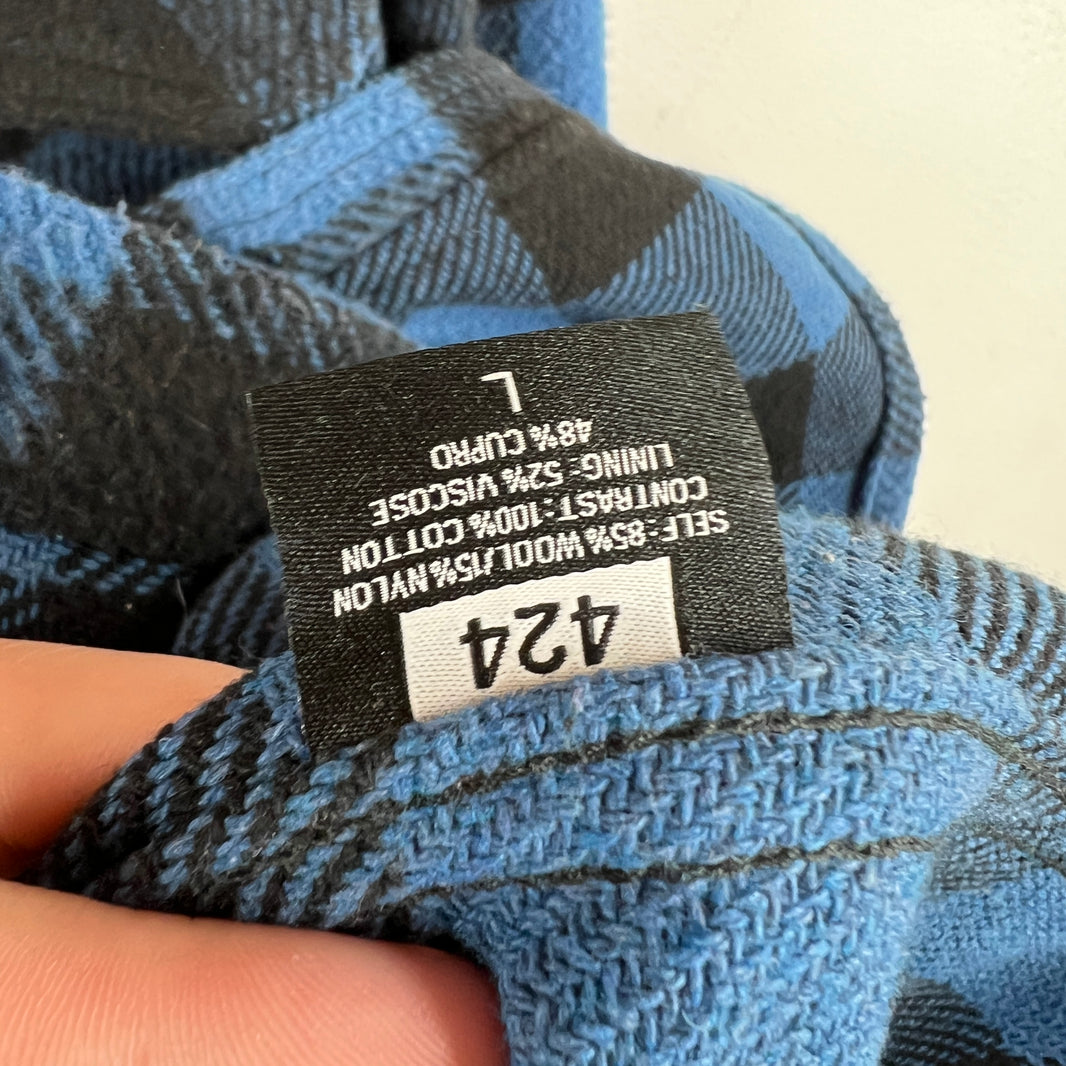 424
SELF:85% WOOL/15% NYLON
CONTRAST:100% COTTON
LINING- 52% VISCOSE
48% CUPRO
L